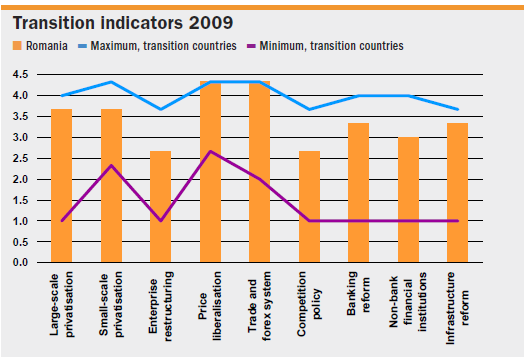 Transition indicators 2009
Romania Maximum, transition countries Minimum, transition countries
4.5
4.0
3.5
3.0
2.5
2.0
1.5
1.0
0.5
0.0
Large-scale
privatisation
Small-scale
privatisation
Enterprise
restructuring
Price
liberalisation
Trade and
forex system
Competition
policy
Banking
reform
Non-bank
financial
institutions
Infrastructure
reform